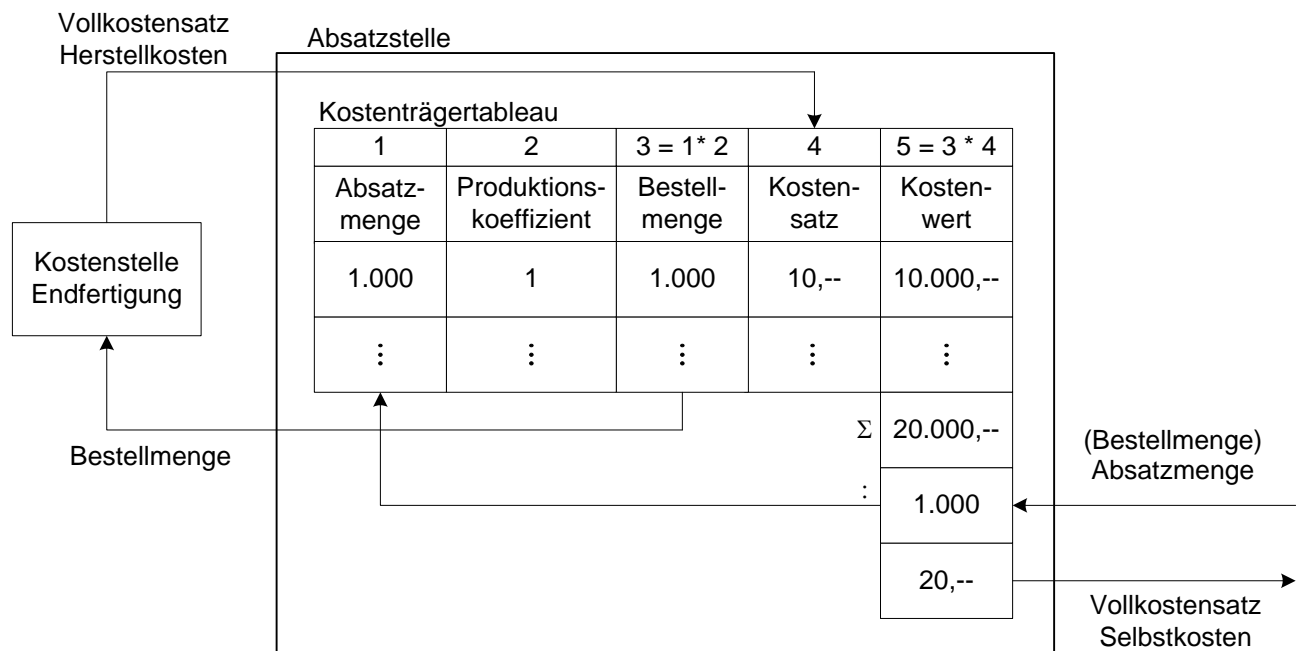 Vollkostensatz
Herstellkosten
Absatzstelle
Kostenträgertableau
1 2 3 = 1* 2 4 5 = 3 * 4
Absatz- Produktions- Bestell- Kosten- Kosten-
menge koeffizient menge satz wert
1.000 1 1.000 10,-- 10.000,--
⋮ ⋮ ⋮ ⋮ ⋮
Kostenstelle
Endfertigung
Bestellmenge
Σ 20.000,--
: 1.000
20,--
(Bestellmenge)
Absatzmenge
Vollkostensatz
Selbstkosten